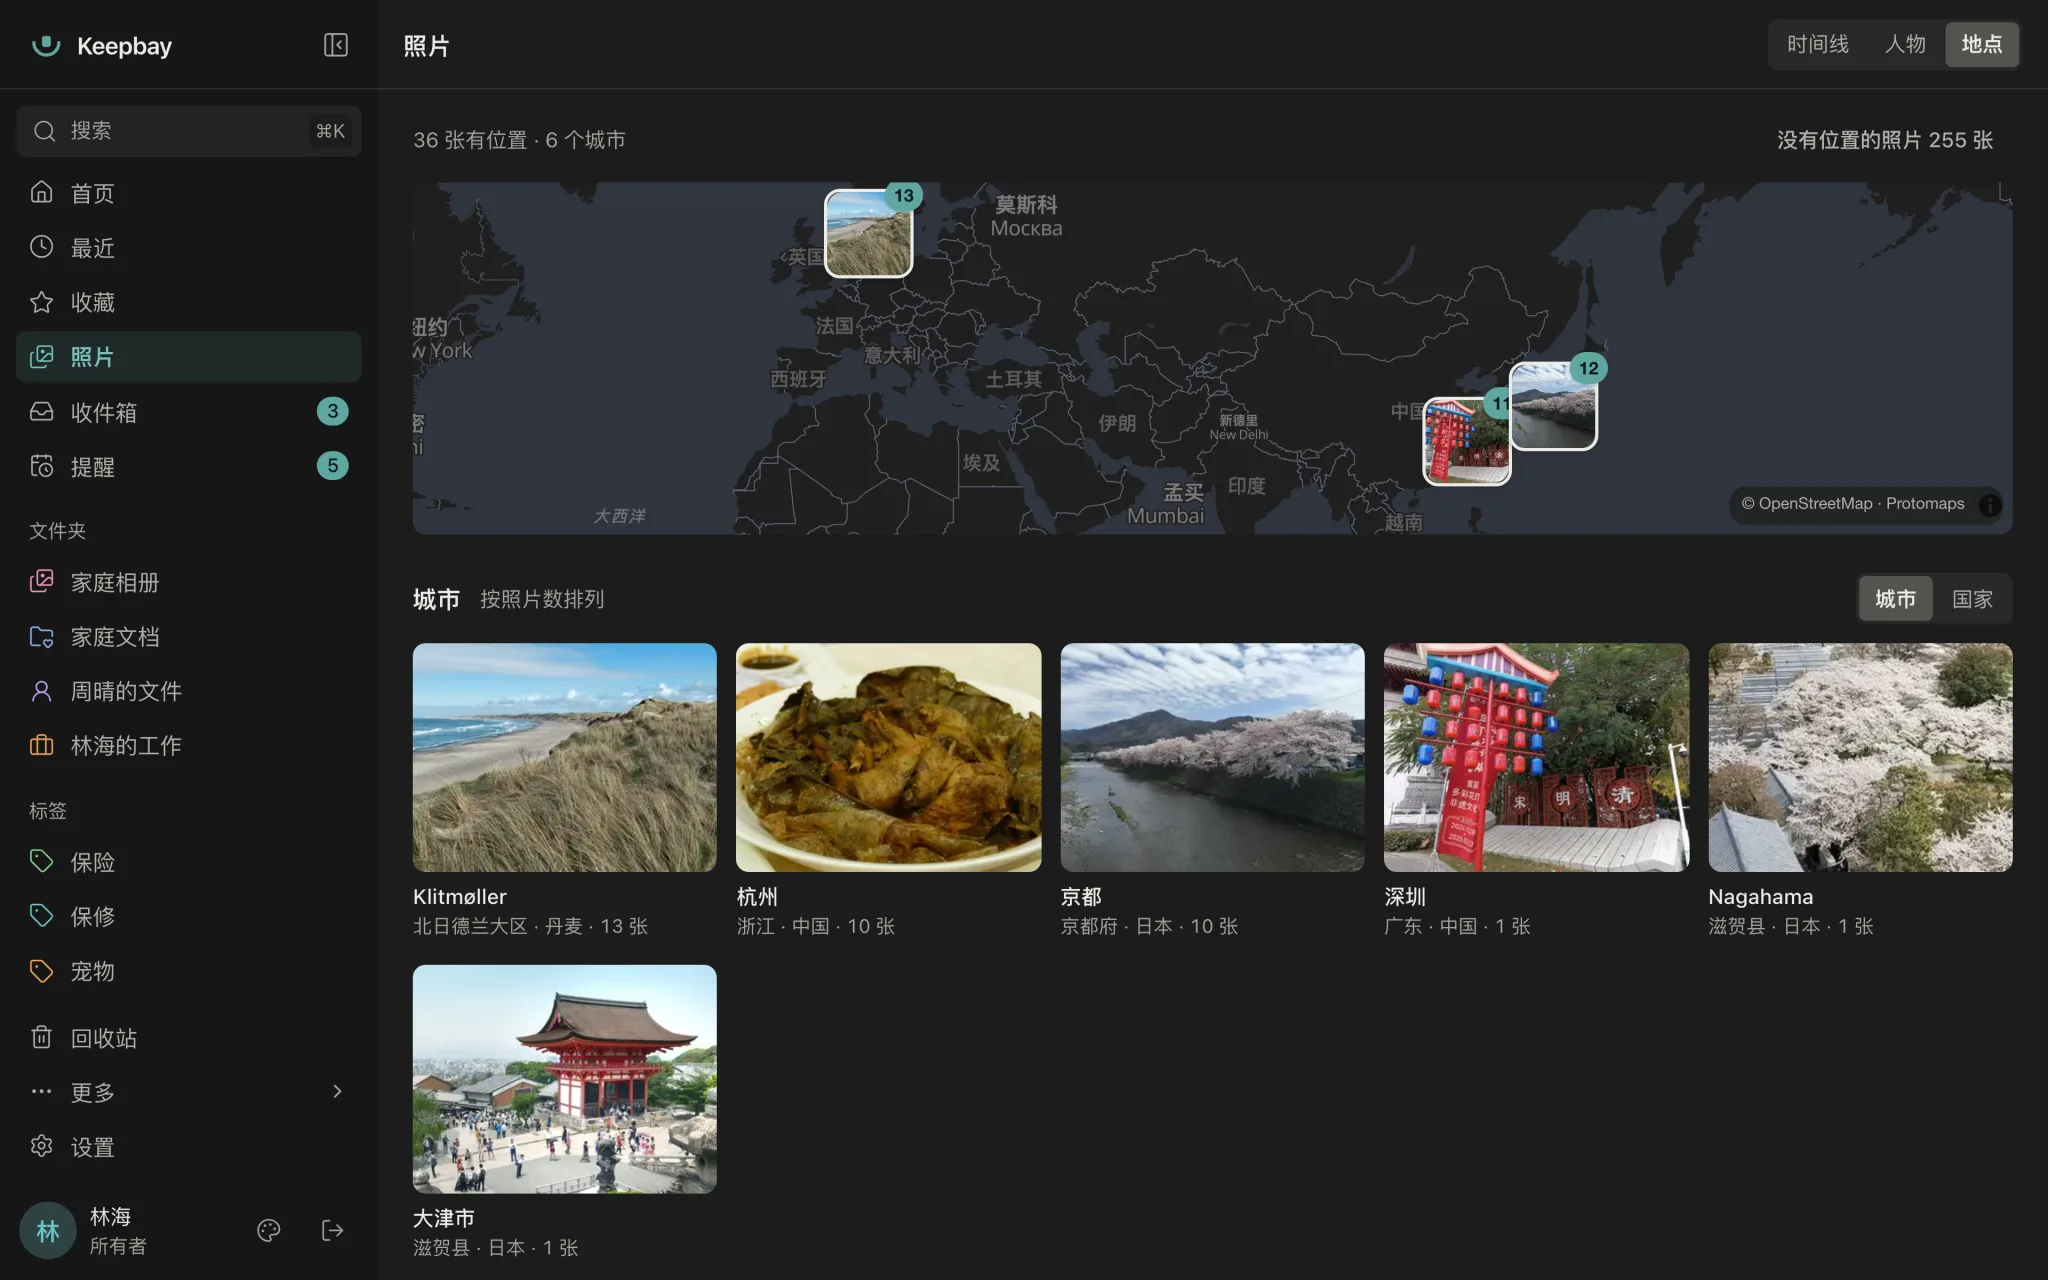 Keepbay
搜索
⌘K
首页
最近
收藏
照片
收件箱
3
提醒
5
文件夹
家庭相册
家庭文档
周晴的文件
林海的工作
标签
保险
保修
宠物
回收站
更多
设置
林
林海
所有者
照片
时间线
人物
地点
36 张有位置 · 6 个城市
没有位置的照片 255 张
13
莫斯科
Москва
英国
纽约
w York
法国
意大利
西班牙
土耳其
伊朗
新德里
New Delhi
中国
11
12
埃及
孟买
Mumbai
印度
越南
大西洋
© OpenStreetMap · Protomaps
城市
按照片数排列
城市
国家
宋 明 清
Klitmøller
北日德兰大区 · 丹麦 · 13 张
杭州
浙江 · 中国 · 10 张
京都
京都府 · 日本 · 10 张
深圳
广东 · 中国 · 1 张
Nagahama
滋贺县 · 日本 · 1 张
大津市
滋贺县 · 日本 · 1 张